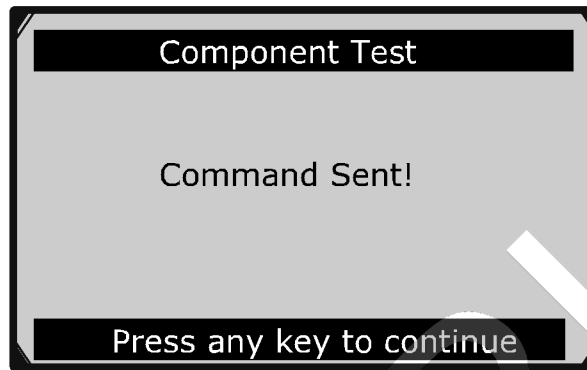 Component Test
Command Sent!
Press any key to continue